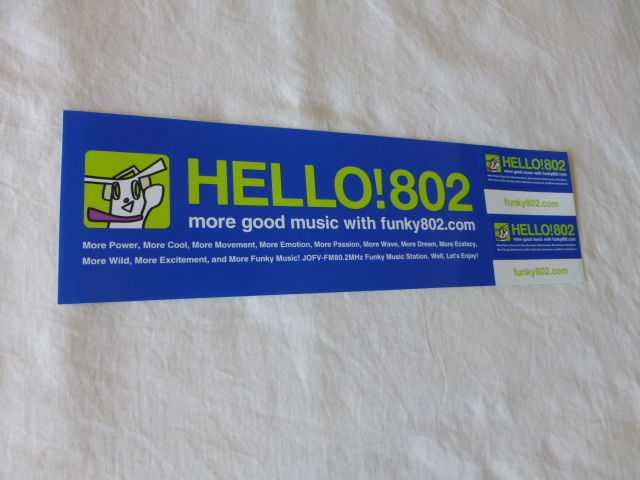 HELLO!802
more good music with funky802.com
More Power, More Cool, More Movement, More Emotion, More Passion, More Wave, More Dream, More Ecstacy,
More Wild, More Excitement, and More Funky Music! JOFV-FM80.2MHz Funky Music Station. Well, Let's Enjoy!
HELLO!802
more good music with funky802.com
funky802.com
HELLO!802
more good music with funky802.com
funky802.com